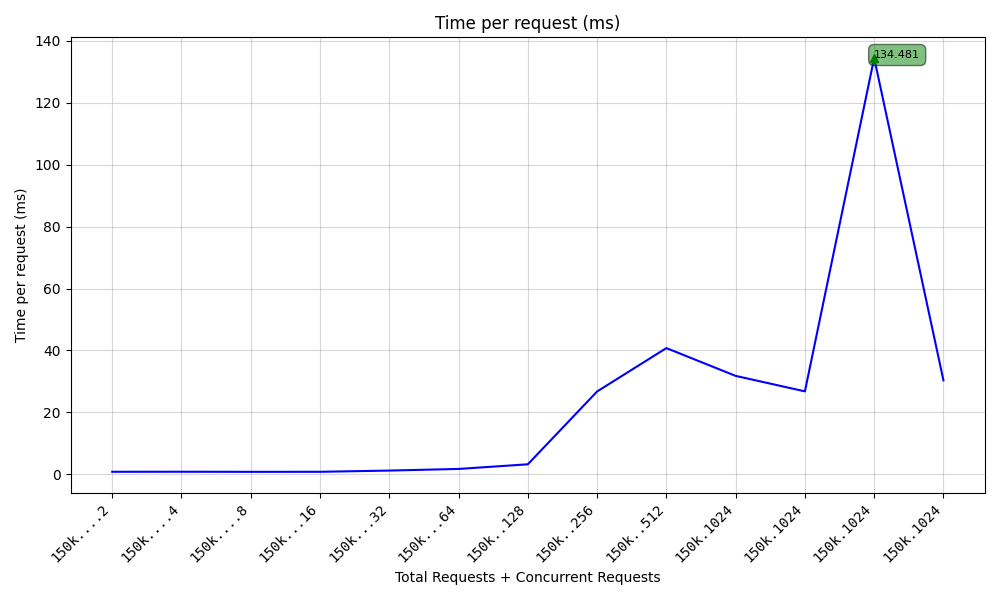 Time per request (ms)
134.481
Time per request (ms)
140
120
100
80
60
40
20
0
150k....2
150k....4
150k....8
150k...16
150k...32
150k...64
150k..128
150k..256
150k..512
150k.1024
150k.1024
150k.1024
150k.1024
Total Requests + Concurrent Requests